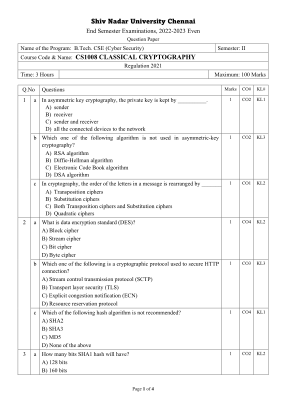 Shiv Nadar University Chennai
End Semester Examinations, 2022-2023 Even
Question Paper
Name of the Program: B.Tech. CSE (Cyber Security) Semester: II
Course Code & Name: CS1008 CLASSICAL CRYPTOGRAPHY
Regulation 2021
Time: 3 Hours Maximum: 100 Marks
Q.No Questions Marks CO# KL#
1 a In asymmetric key cryptography, the private key is kept by __________. 1 CO2 KL1
A) sender
B) receiver
C) sender and receiver
D) all the connected devices to the network
b Which one of the following algorithm is not used in asymmetric-key 1 CO2 KL3
cryptography?
A) RSA algorithm
B) Diffie-Hellman algorithm
C) Electronic Code Book algorithm
D) DSA algorithm
c In cryptography, the order of the letters in a message is rearranged by _______ 1 CO1 KL2
A) Transposition ciphers
B) Substitution ciphers
C) Both Transposition ciphers and Substitution ciphers
D) Quadratic ciphers
2 a What is data encryption standard (DES)? 1 CO4 KL2
A) Block cipher
B) Stream cipher
C) Bit cipher
D) Byte cipher
b Which one of the following is a cryptographic protocol used to secure HTTP 1 CO3 KL3
connection?
A) Stream control transmission protocol (SCTP)
B) Transport layer security (TLS)
C) Explicit congestion notification (ECN)
D) Resource reservation protocol
c Which of the following hash algorithm is not recommended? 1 CO4 KL1
A) SHA2
B) SHA3
C) MD5
D) None of the above
3 a How many bits SHA1 hash will have? 1 CO2 KL2
A) 128 bits
B) 160 bits
Page 1 of 4